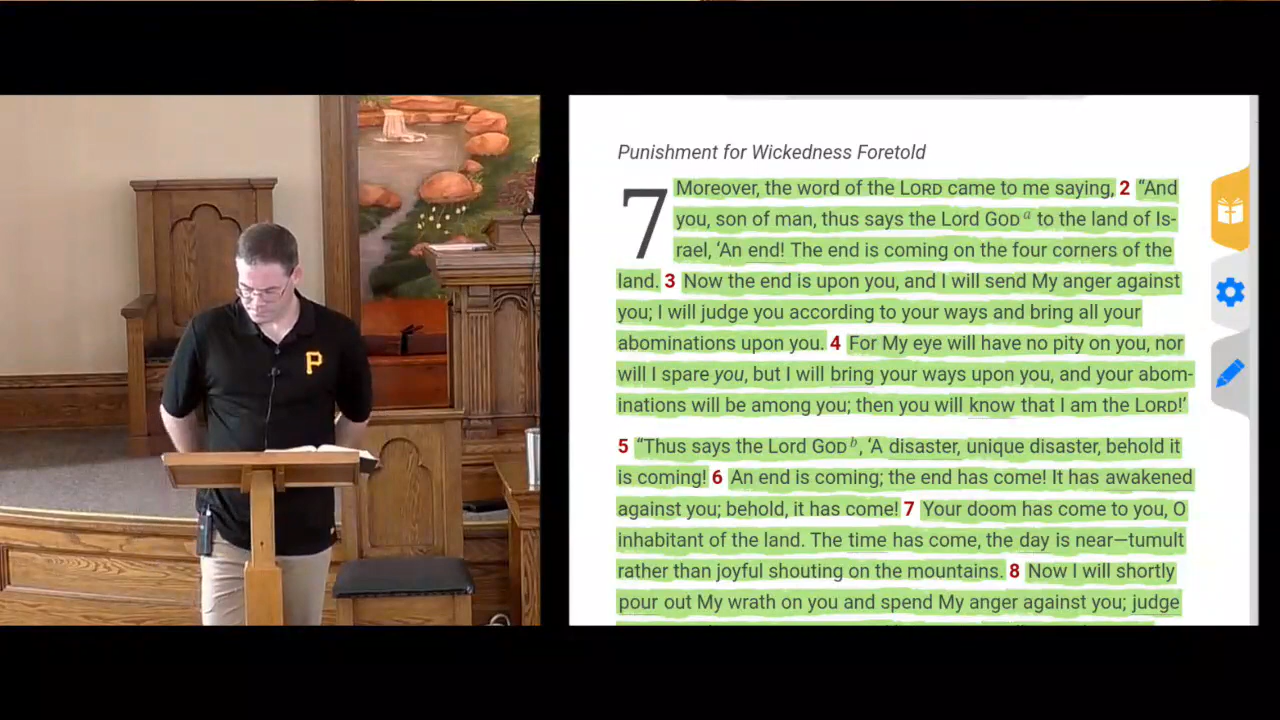 P
Punishment for Wickedness Foretold
7 Moreover, the word of the LORD came to me saying, 2 “And
you, son of man, thus says the Lord GOD a to the land of Is-
rael, ‘An end! The end is coming on the four corners of the
land. 3 Now the end is upon you, and I will send My anger against
you; I will judge you according to your ways and bring all your
abominations upon you. 4 For My eye will have no pity on you, nor
will I spare you, but I will bring your ways upon you, and your abom-
inations will be among you; then you will know that I am the LORD!’
5 “Thus says the Lord GOD b, ‘A disaster, unique disaster, behold it
is coming! 6 An end is coming; the end has come! It has awakened
against you; behold, it has come! 7 Your doom has come to you, O
inhabitant of the land. The time has come, the day is near—tumult
rather than joyful shouting on the mountains. 8 Now I will shortly
pour out My wrath on you and spend My anger against you; judge